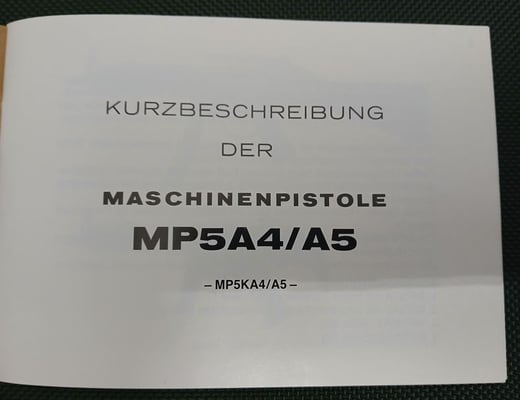 KURZBESCHREIBUNG
DER
MASCHINENPISTOLE
MP5A4/A5
– MP5KA4/A5 –